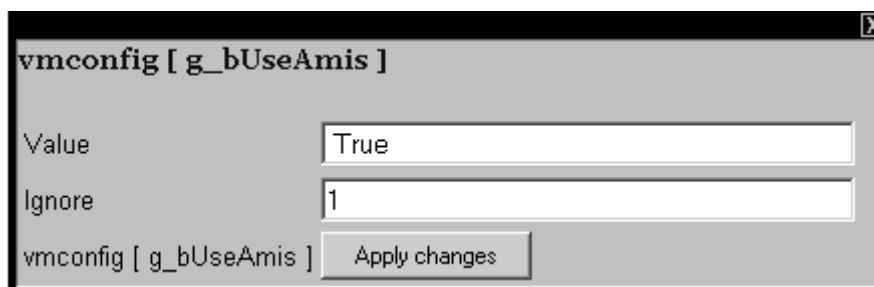 vmconfig [ g_bUseAmis ]
Value True
Ignore 1
vmconfig [ g_bUseAmis ] Apply changes